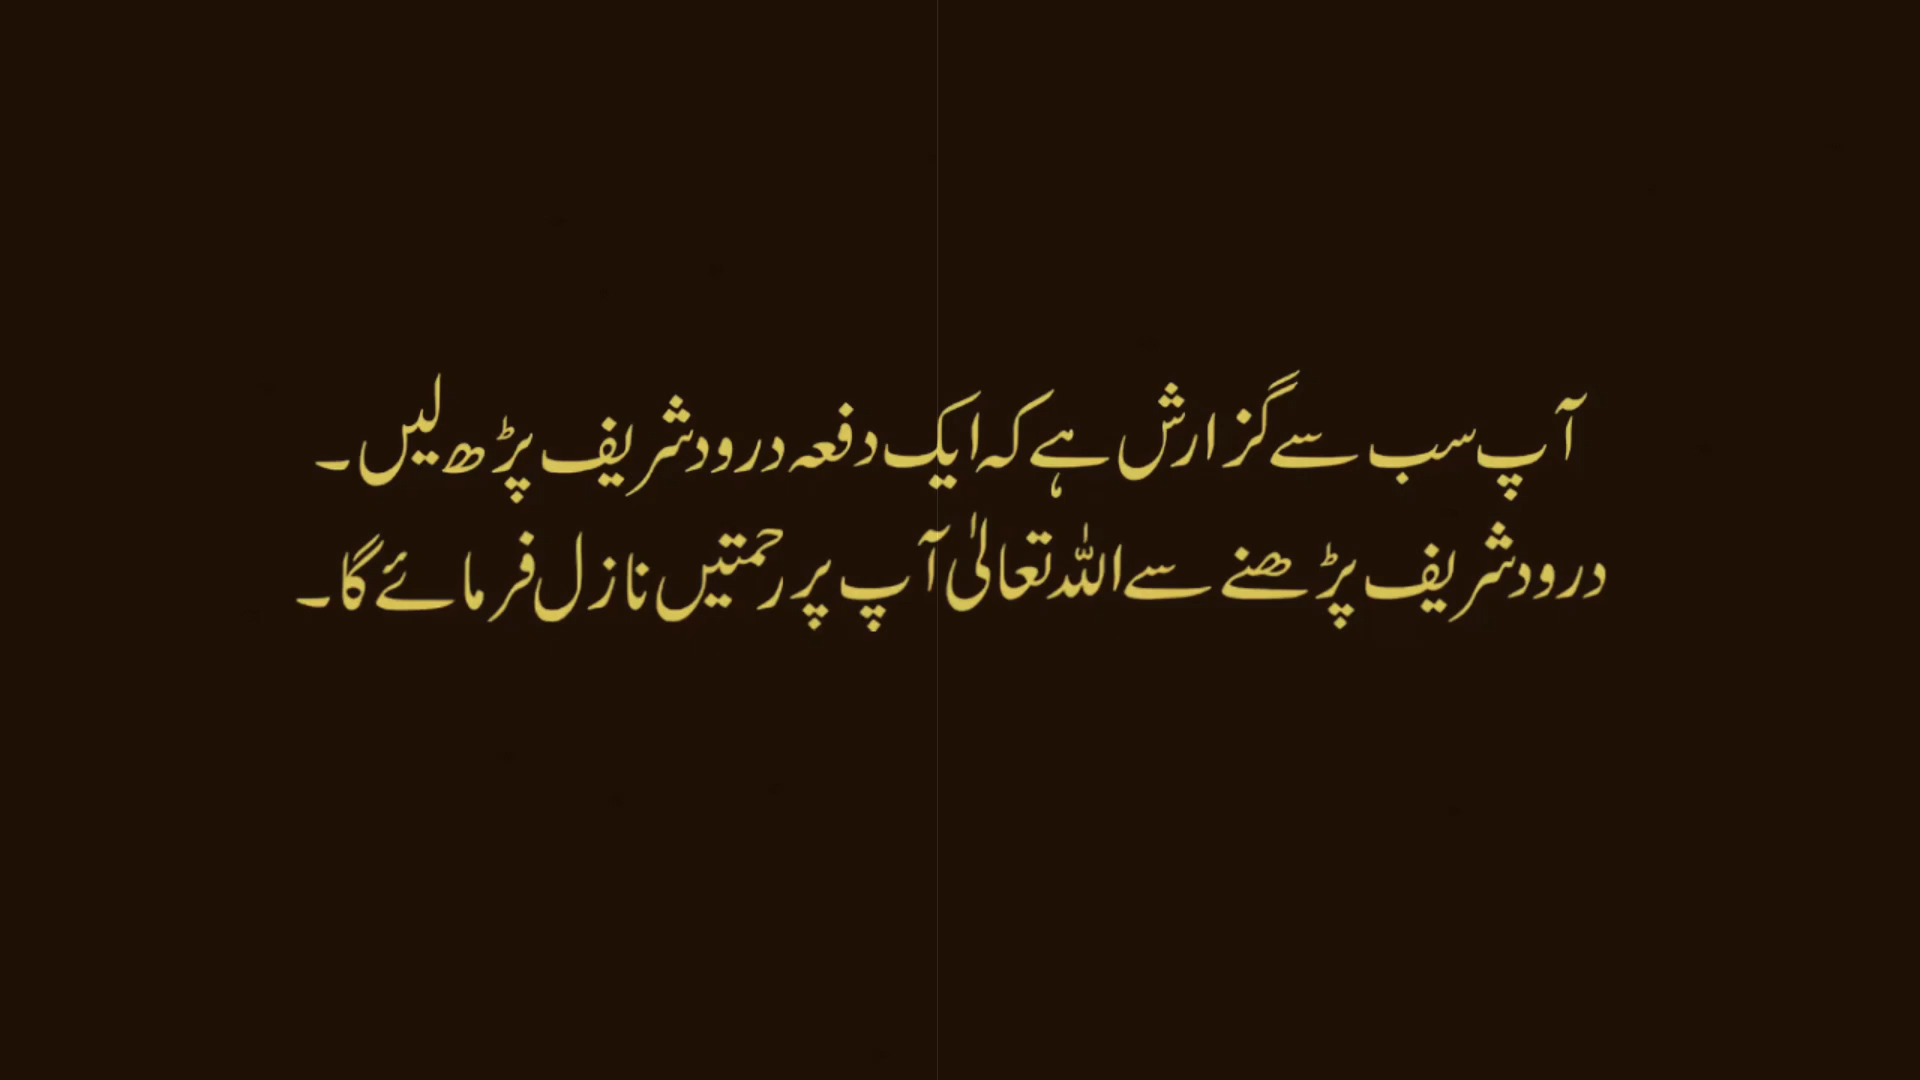 آپ سب سے گزارش ہے کہ ایک دفعہ درود شریف پڑھ لیں۔
درود شریف پڑھنے سے اللہ تعالیٰ آپ پر رحمتیں نازل فرمائے گا۔